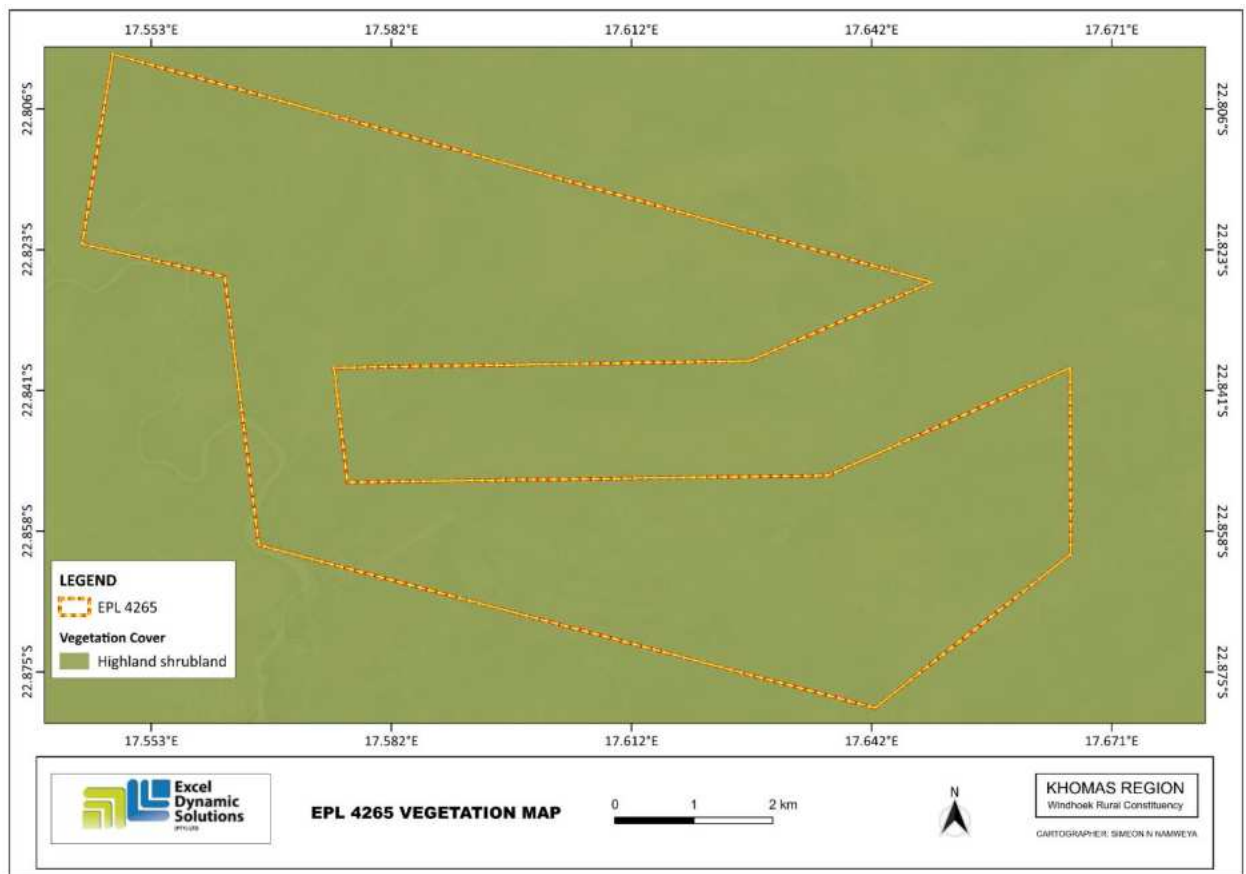 17.553°E 17.582°E 17.612°E 17.642°E 17.671°E
22.806°S 22.806°S
22.823°S 22.823°S
22.841°S 22.841°S
22.858°S 22.858°S
22.875°S 22.875°S
LEGEND
EPL 4265
Vegetation Cover
Highland shrubland
17.553°E 17.582°E 17.612°E 17.642°E 17.671°E
Excel
Dynamic
Solutions
(PTY) LTD
EPL 4265 VEGETATION MAP
0 1 2 km
N
KHOMAS REGION
Windhoek Rural Constituency
CARTOGRAPHER: SIMEON N NAMWEYA